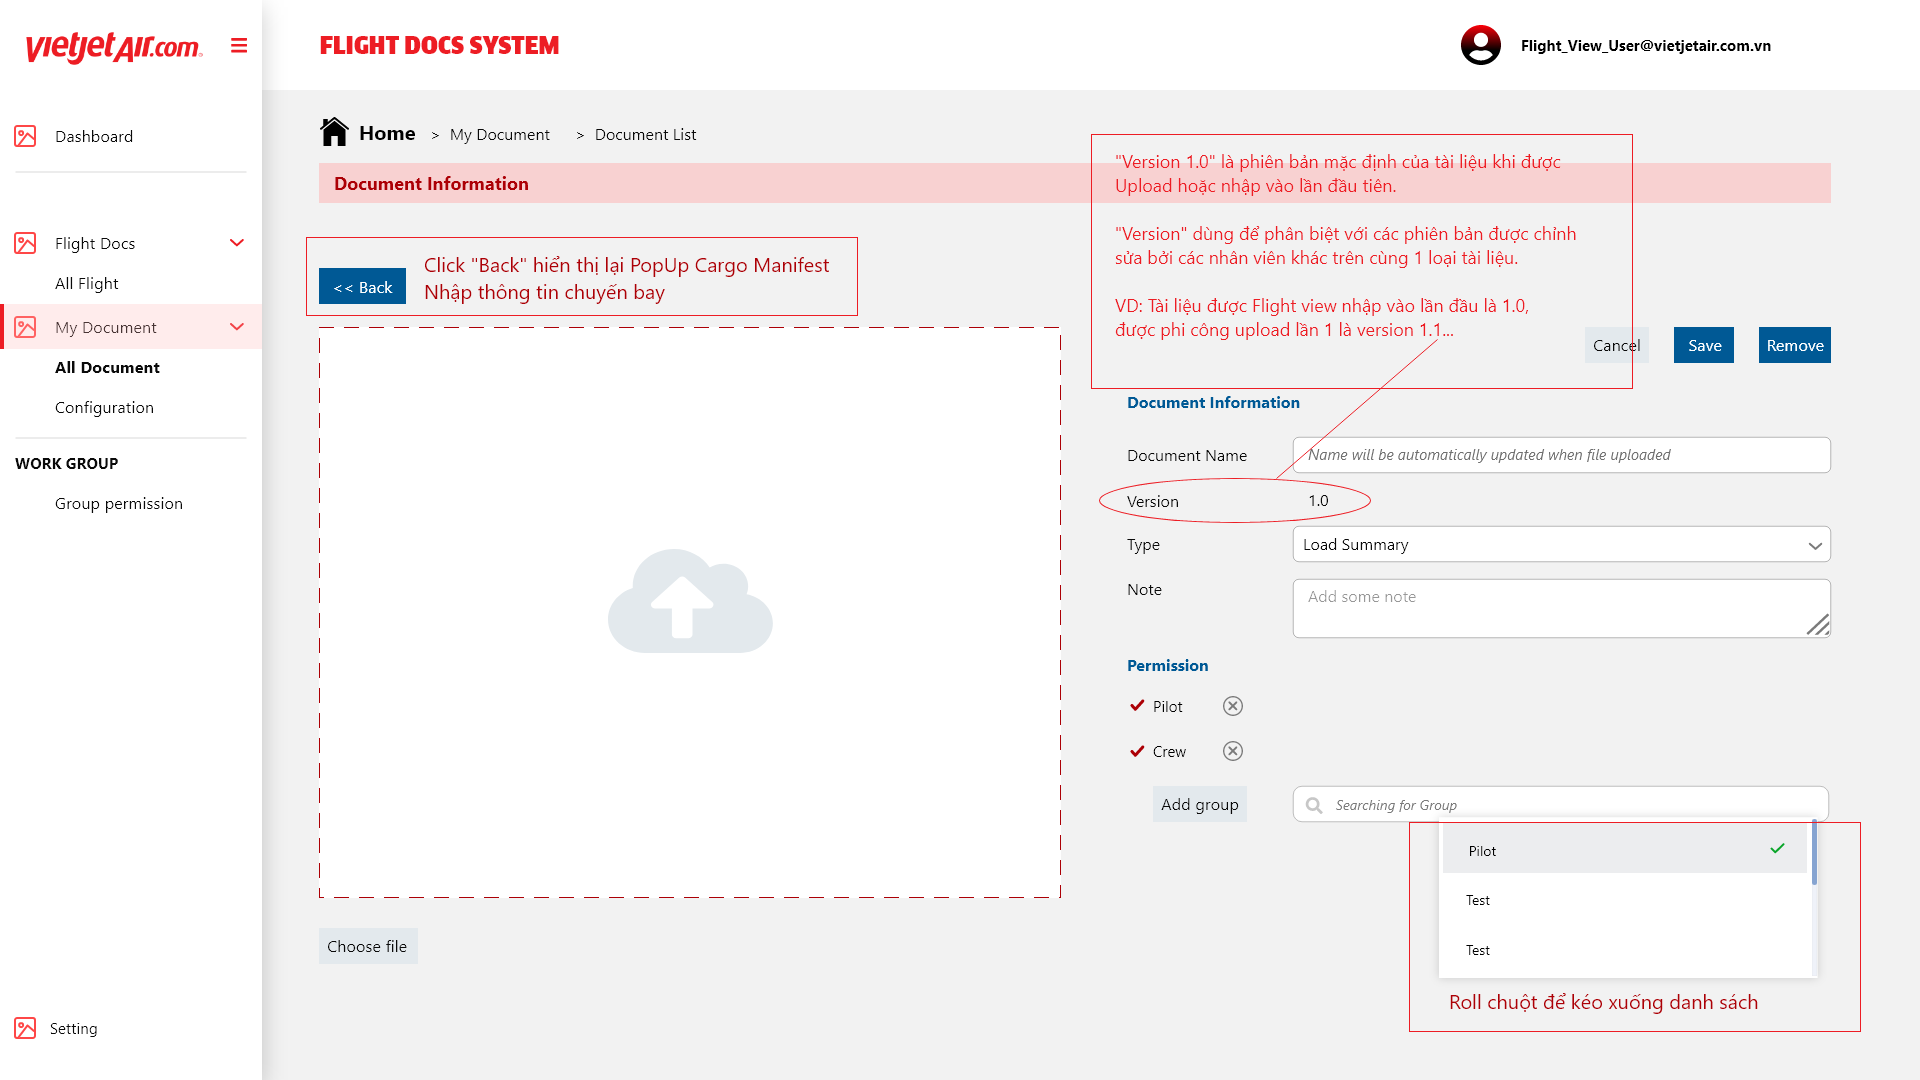 vietjetAir.com
FLIGHT DOCS SYSTEM
Flight_View_User@vietjetair.com.vn
Dashboard
Flight Docs
All Flight
My Document
All Document
Configuration
WORK GROUP
Group permission
Setting
Home > My Document > Document List
Document Information
<< Back
Click "Back" hiển thị lại PopUp Cargo Manifest
Nhập thông tin chuyến bay
Choose file
"Version 1.0" là phiên bản mặc định của tài liệu khi được
Upload hoặc nhập vào lần đầu tiên.
"Version" dùng để phân biệt với các phiên bản được chỉnh
sửa bởi các nhân viên khác trên cùng 1 loại tài liệu.
VD: Tài liệu được Flight view nhập vào lần đầu là 1.0,
được phi công upload lần 1 là version 1.1...
Cancel
Save
Remove
Document Information
Document Name
Name will be automatically updated when file uploaded
Version 1.0
Type
Load Summary
Note
Add some note
Permission
Pilot
Crew
Add group
Searching for Group
Pilot
Test
Test
Roll chuột để kéo xuống danh sách